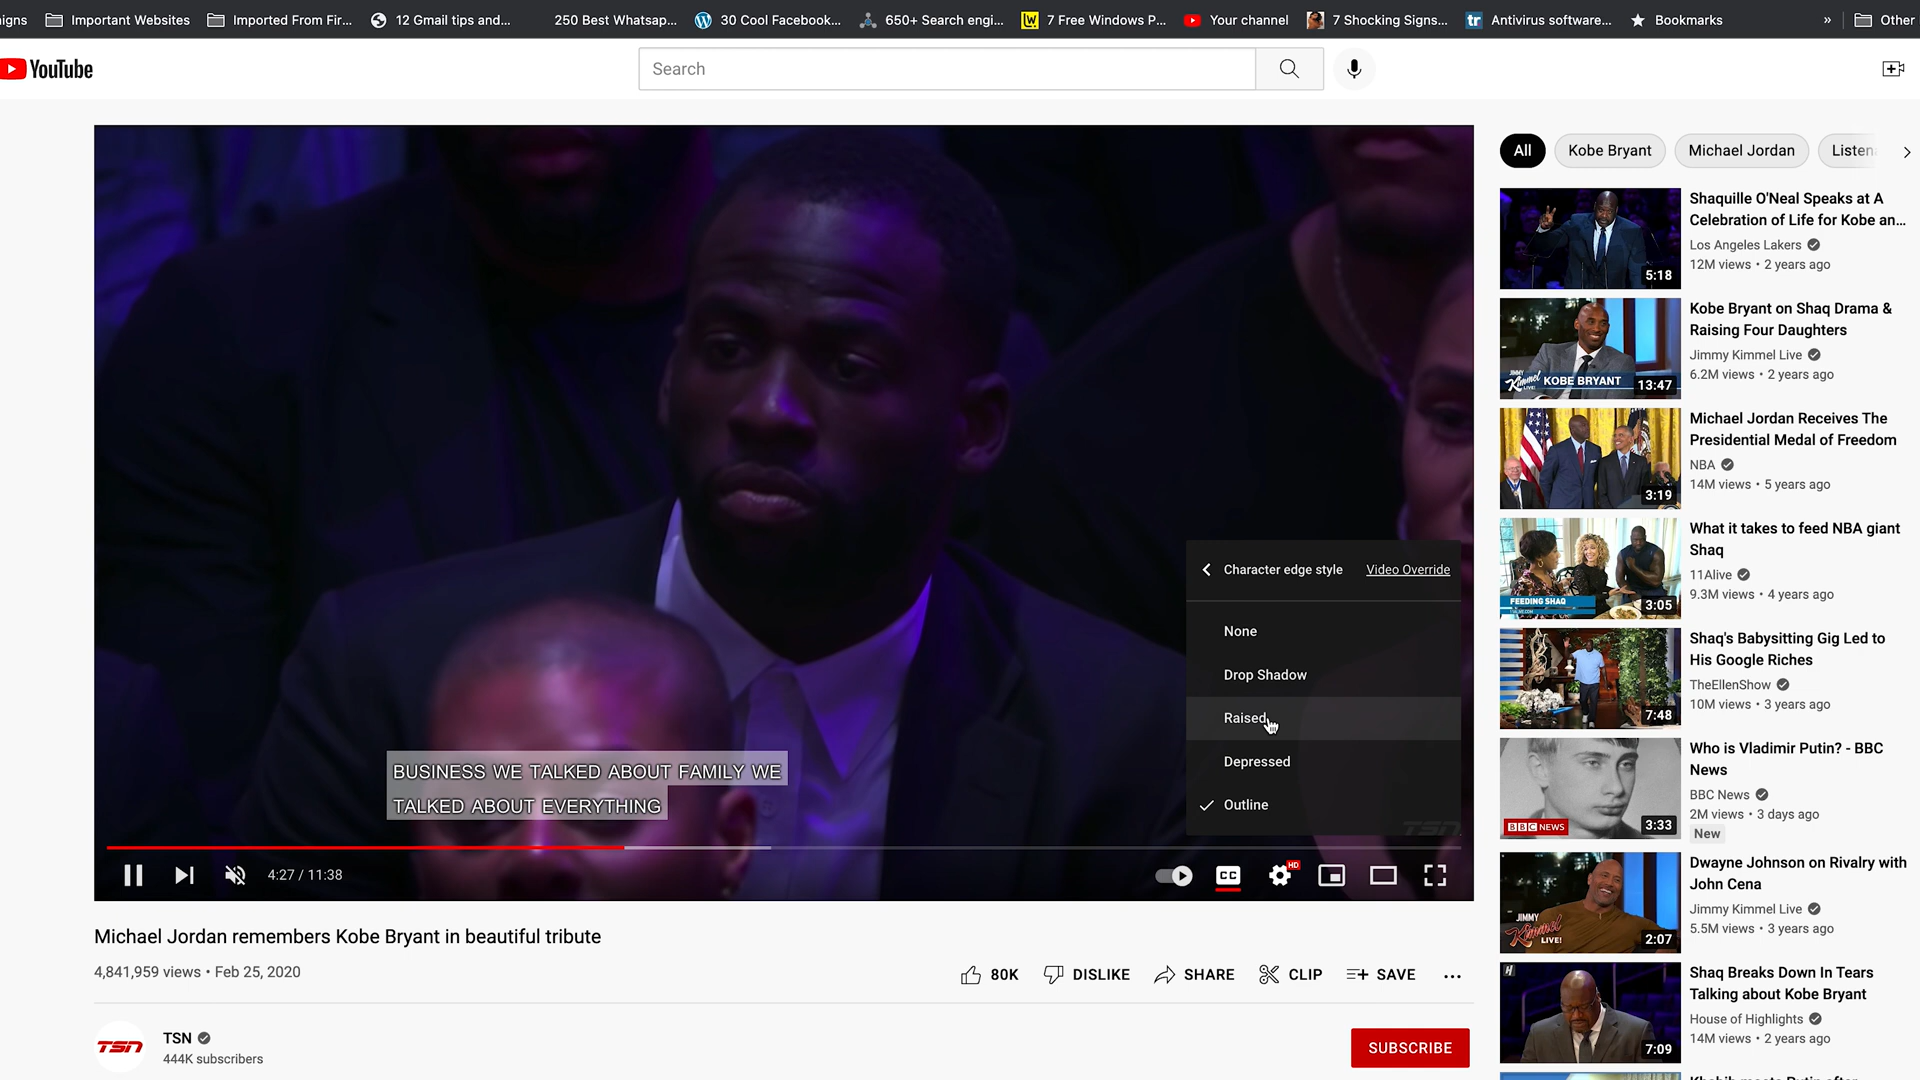 igns Important Websites Imported From Fir... 12 Gmail tips and... 250 Best Whatsap... 30 Cool Facebook... 650+ Search engi... 7 Free Windows P... Your channel 7 Shocking Signs... tr Antivirus software... Bookmarks » Other
YouTube
Search
All Kobe Bryant Michael Jordan Listen
Character edge style Video Override
None
Drop Shadow
Raised
Depressed
Outline
TSN
BUSINESS WE TALKED ABOUT FAMILY WE
TALKED ABOUT EVERYTHING
4:27 / 11:38
CC
HD
Michael Jordan remembers Kobe Bryant in beautiful tribute
4,841,959 views • Feb 25, 2020
80K DISLIKE SHARE CLIP SAVE ...
TSN
TSN
444K subscribers
SUBSCRIBE
5:18
Shaquille O'Neal Speaks at A
Celebration of Life for Kobe an...
Los Angeles Lakers
12M views • 2 years ago
JIMMY
Kimmel
LIVE!
KOBE BRYANT
13:47
Kobe Bryant on Shaq Drama &
Raising Four Daughters
Jimmy Kimmel Live
6.2M views • 2 years ago
3:19
Michael Jordan Receives The
Presidential Medal of Freedom
NBA
14M views • 5 years ago
FEEDING SHAQ
3:05
What it takes to feed NBA giant
Shaq
11Alive
9.3M views • 4 years ago
7:48
Shaq's Babysitting Gig Led to
His Google Riches
TheEllenShow
10M views • 3 years ago
BBC NEWS
3:33
Who is Vladimir Putin? - BBC
News
BBC News
2M views • 3 days ago
New
JIMMY
Kimmel
LIVE!
2:07
Dwayne Johnson on Rivalry with
John Cena
Jimmy Kimmel Live
5.5M views • 3 years ago
H
7:09
Shaq Breaks Down In Tears
Talking about Kobe Bryant
House of Highlights
14M views • 2 years ago